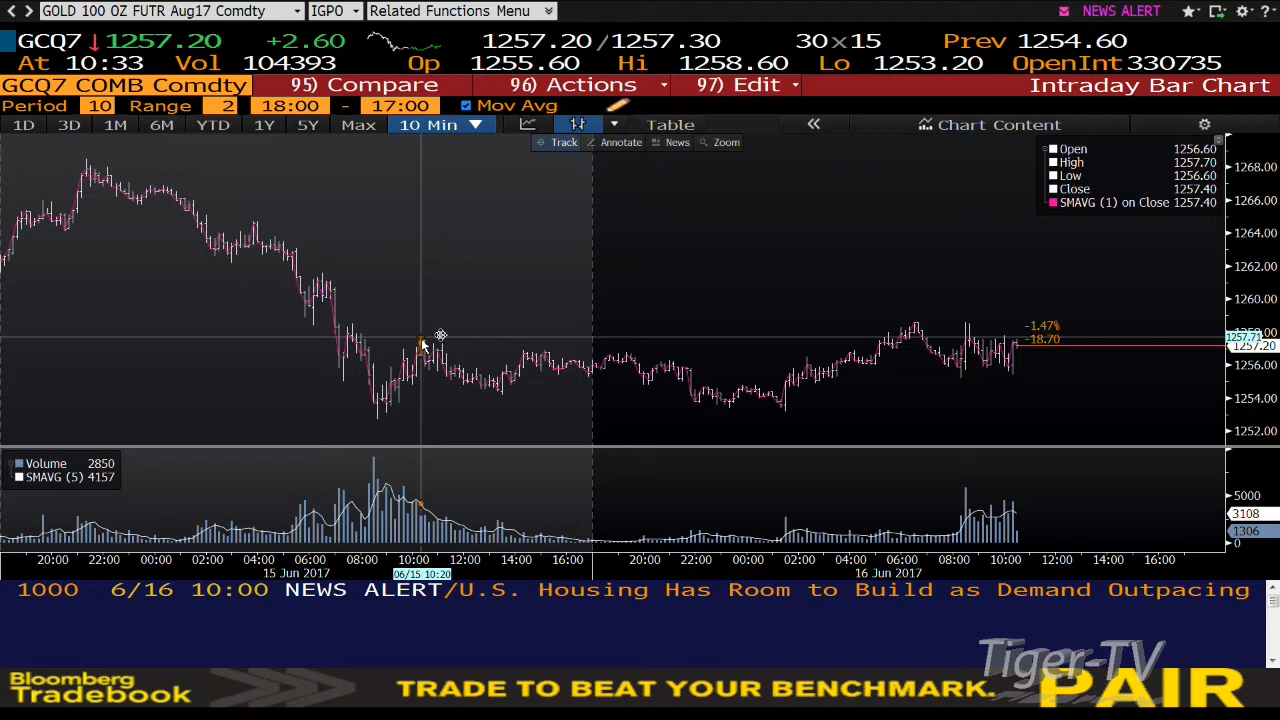 GOLD 100 OZ FUTR Aug17 Comdty IGPO Related Functions Menu NEWS ALERT ?
GCQ7 ↓1257.20 +2.60 1257.20/1257.30 30×15 Prev 1254.60
At 10:33 Vol 104393 Op 1255.60 Hi 1258.60 Lo 1253.20 OpenInt 330735
GCQ7 COMB Comdty 95) Compare 96) Actions 97) Edit Intraday Bar Chart
Period 10 Range 2 18:00 - 17:00 Mov Avg
1D 3D 1M 6M YTD 1Y 5Y Max 10 Min Table « Chart Content
Track Annotate News Zoom
Open 1256.60
High 1257.70
Low 1256.60
Close 1257.40
SMAVG (1) on Close 1257.40
1268.00
1266.00
1264.00
1262.00
1260.00
-1.47%
-18.70
1257.71
1257.20
1256.00
1254.00
1252.00
Volume 2850
SMAVG (5) 4157
5000
3108
1306
0
20:00 22:00 00:00 02:00 04:00 06:00 08:00 10:00 12:00 14:00 16:00 20:00 22:00 00:00 02:00 04:00 06:00 08:00 10:00 12:00 14:00 16:00
15 Jun 2017 06/15 10:20 16 Jun 2017
1000 6/16 10:00 NEWS ALERT/U.S. Housing Has Room to Build as Demand Outpacing
Tiger-TV
Bloomberg
Tradebook
TRADE TO BEAT YOUR BENCHMARK.
PAIR